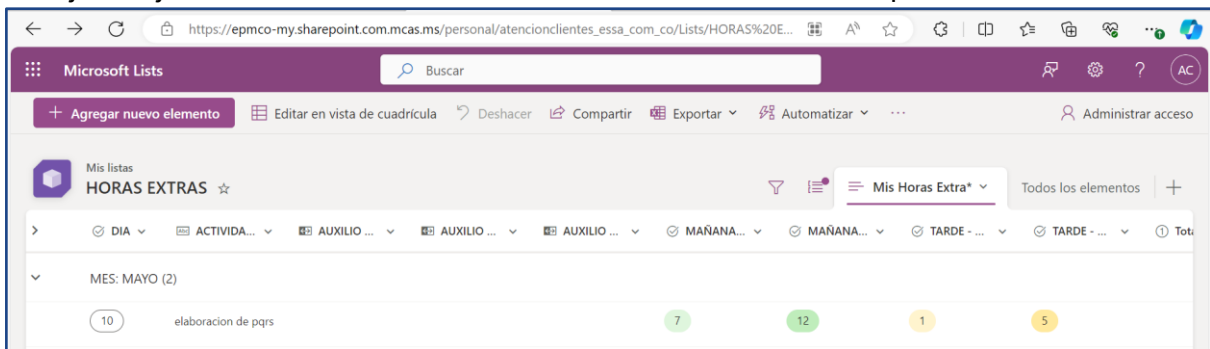 https://epmco-my.sharepoint.com.mcas.ms/personal/atencionclientes_essa_com_co/Lists/HORAS%20E...
Microsoft Lists Buscar AC
+ Agregar nuevo elemento Editar en vista de cuadrícula Deshacer Compartir Exportar Automatizar ... Administrar acceso
Mis listas
HORAS EXTRAS Mis Horas Extra* Todos los elementos
DIA ACTIVIDA... AUXILIO ... AUXILIO ... AUXILIO ... MAÑANA... MAÑANA... TARDE - ... TARDE - ... Tota
MES: MAYO (2)
10 elaboracion de pqrs 7 12 1 5